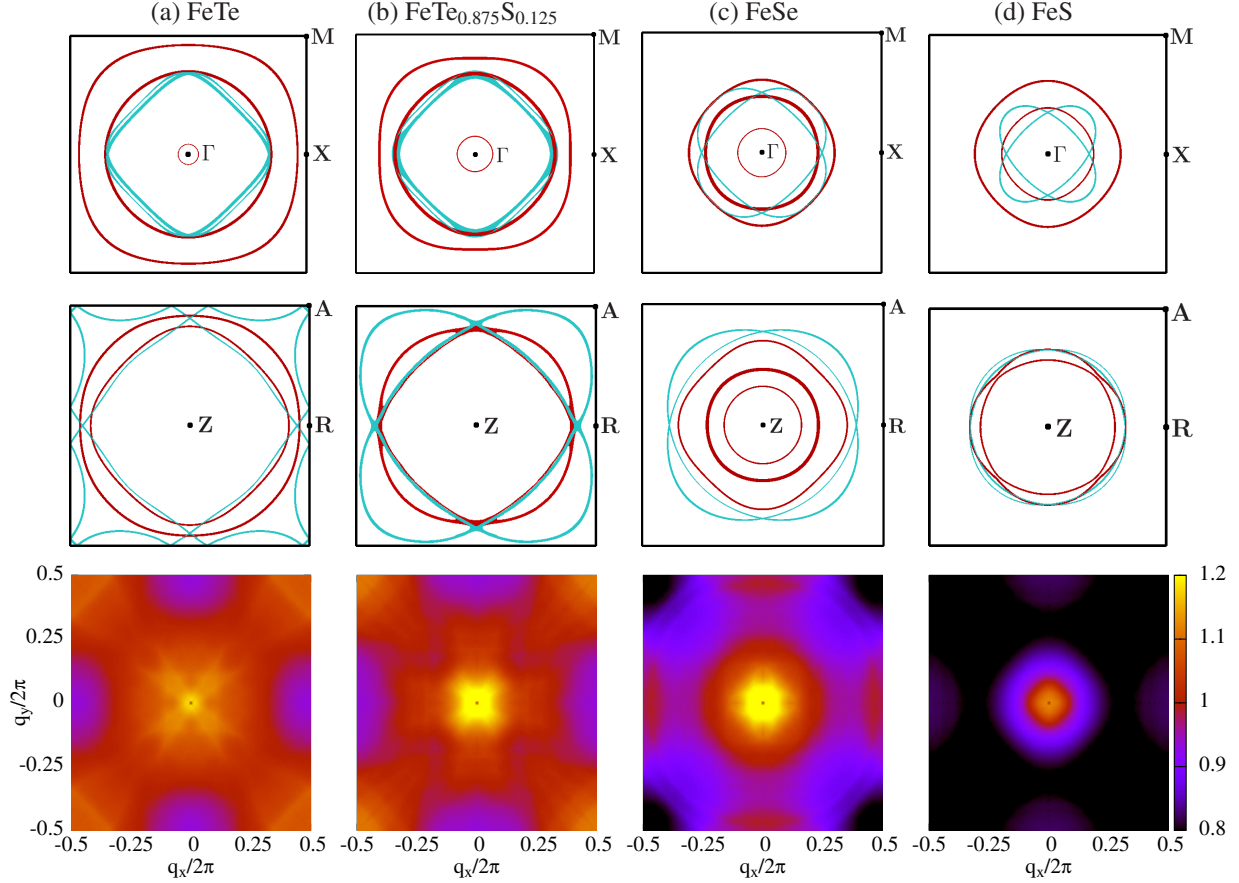 (a) FeTe (b) FeTe0.875S0.125 (c) FeSe (d) FeS
M M M M
Γ X Γ X Γ X Γ X
A A A A
Z R Z R Z R Z R
0.5 1.2
0.25 1.1
qy/2π 0 1
-0.25 0.9
-0.5 0.8
-0.5 -0.25 0 0.25 0.5 -0.5 -0.25 0 0.25 0.5 -0.5 -0.25 0 0.25 0.5 -0.5 -0.25 0 0.25 0.5
qx/2π qx/2π qx/2π qx/2π